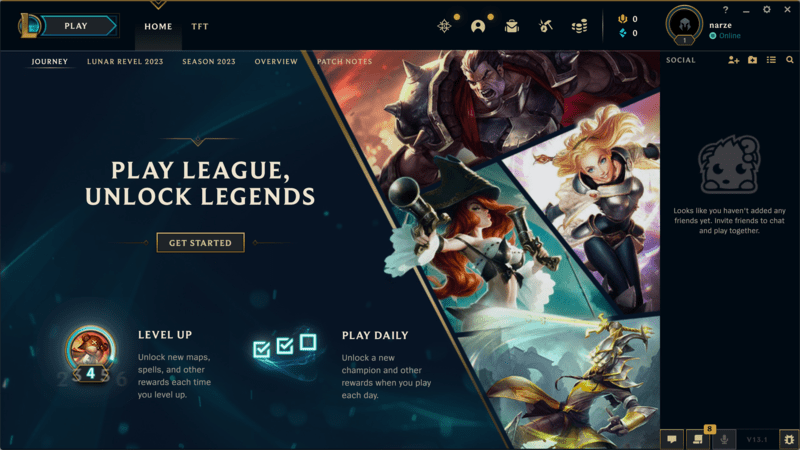 PLAY
HOME
TFT
0
0
?
narze
1
Online
JOURNEY
LUNAR REVEL 2023
SEASON 2023
OVERVIEW
PATCH NOTES
SOCIAL
PLAY LEAGUE,
UNLOCK LEGENDS
GET STARTED
Looks like you haven't added any
friends yet. Invite friends to chat
and play together.
LEVEL UP
Unlock new maps,
spells, and other
rewards each time
you level up.
2 3 4 5 6
PLAY DAILY
Unlock a new
champion and other
rewards when you play
each day.
8
V13.1